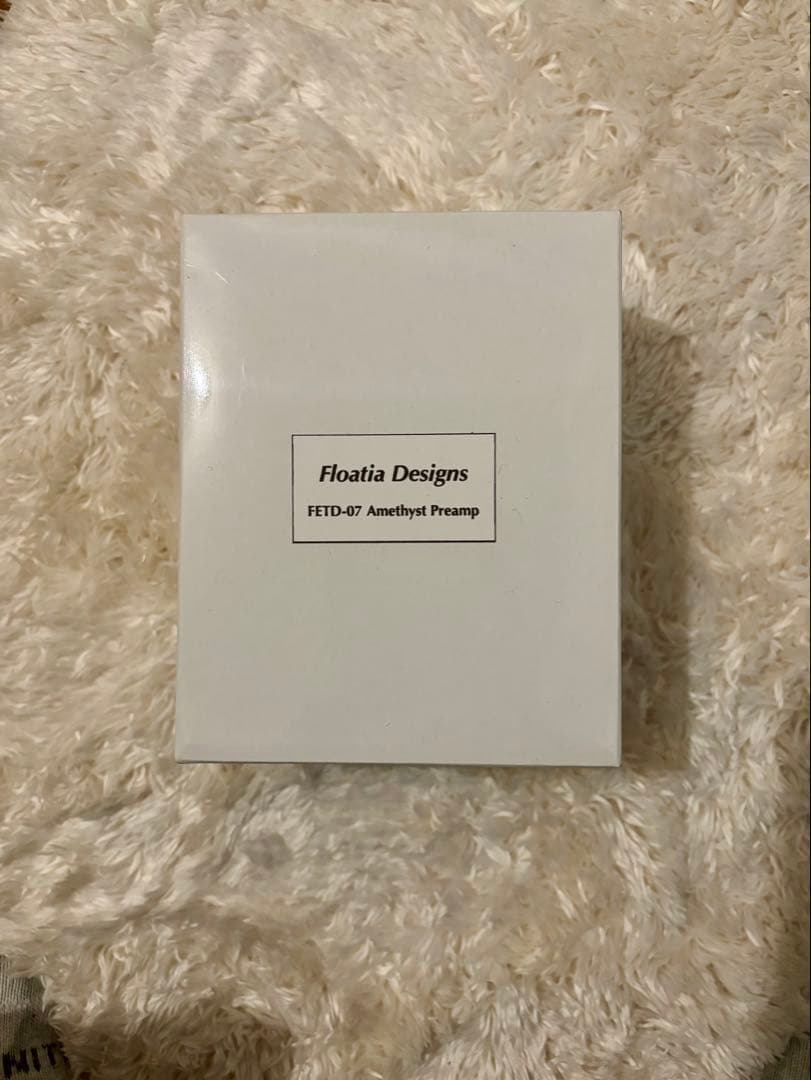 Floatia Designs
FETD-07 Amethyst Preamp